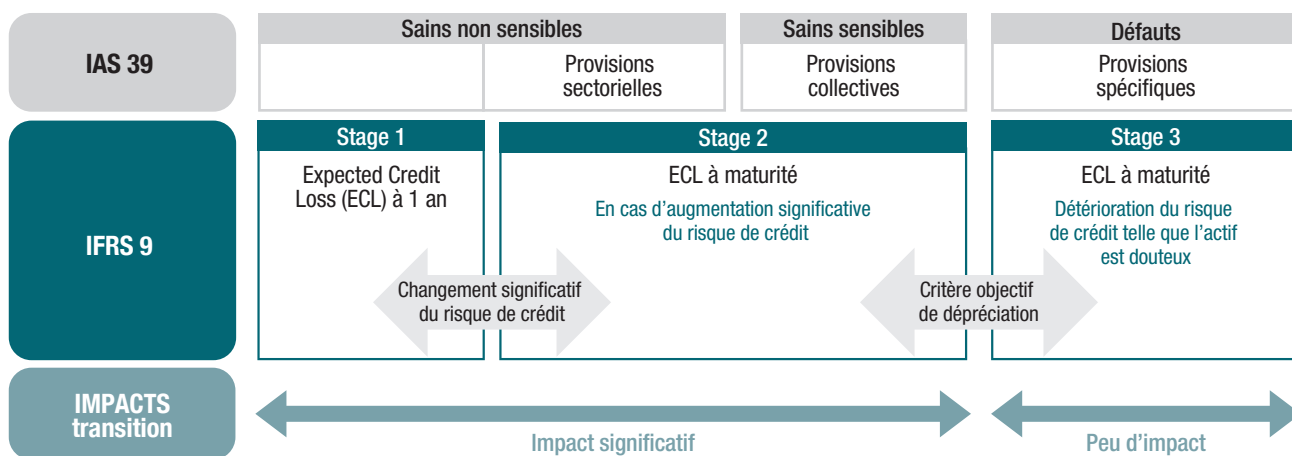 IAS 39
Sains non sensibles
Sains sensibles
Défauts
Provisions
sectorielles
Provisions
collectives
Provisions
spécifiques
IFRS 9
Stage 1
Expected Credit
Loss (ECL) à 1 an
Stage 2
ECL à maturité
En cas d’augmentation significative
du risque de crédit
Stage 3
ECL à maturité
Détérioration du risque
de crédit telle que l’actif
est douteux
Changement significatif
du risque de crédit
Critère objectif
de dépréciation
IMPACTS
transition
Impact significatif
Peu d’impact